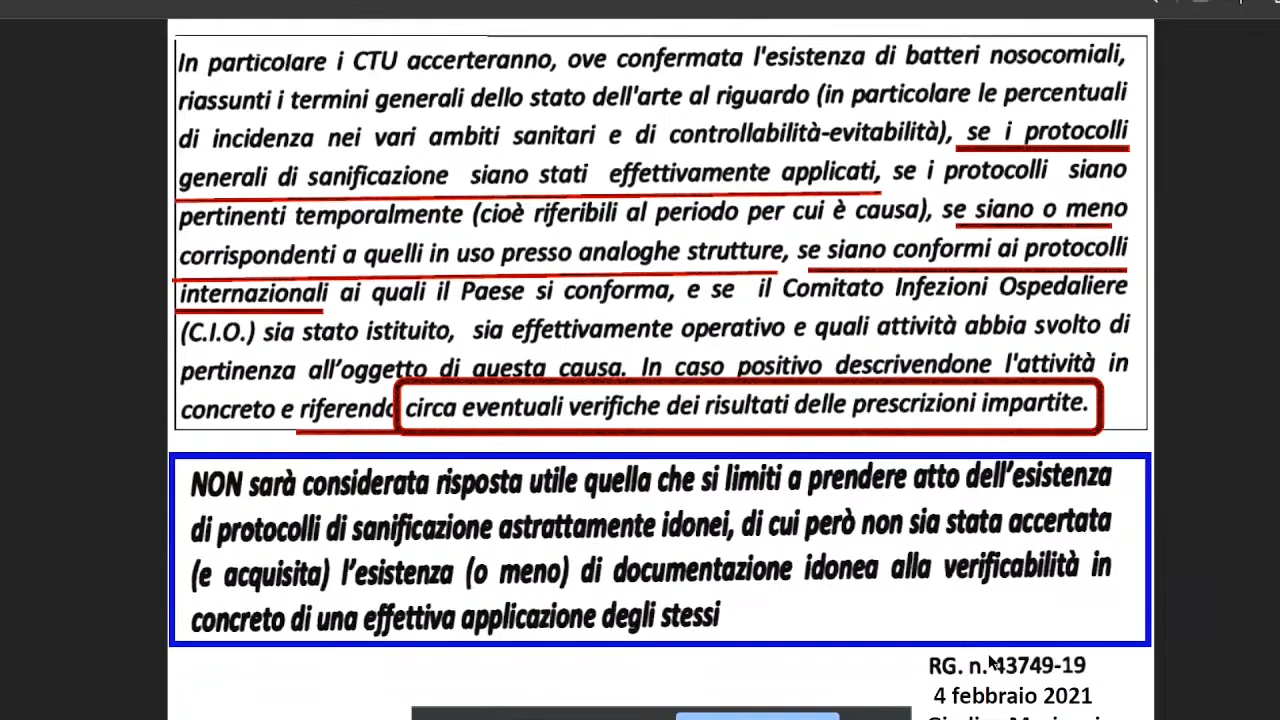 In particolare i CTU accerteranno, ove confermata l'esistenza di batteri nosocomiali,
riassunti i termini generali dello stato dell'arte al riguardo (in particolare le percentuali
di incidenza nei vari ambiti sanitari e di controllabilità-evitabilità), se i protocolli
generali di sanificazione siano stati effettivamente applicati, se i protocolli siano
pertinenti temporalmente (cioè riferibili al periodo per cui è causa), se siano o meno
corrispondenti a quelli in uso presso analoghe strutture, se siano conformi ai protocolli
internazionali ai quali il Paese si conforma, e se il Comitato Infezioni Ospedaliere
(C.I.O.) sia stato istituito, sia effettivamente operativo e quali attività abbia svolto di
pertinenza all’oggetto di questa causa. In caso positivo descrivendone l'attività in
concreto e riferendo circa eventuali verifiche dei risultati delle prescrizioni impartite.
NON sarà considerata risposta utile quella che si limiti a prendere atto dell’esistenza
di protocolli di sanificazione astrattamente idonei, di cui però non sia stata accertata
(e acquisita) l’esistenza (o meno) di documentazione idonea alla verificabilità in
concreto di una effettiva applicazione degli stessi
RG. n. 43749-19
4 febbraio 2021